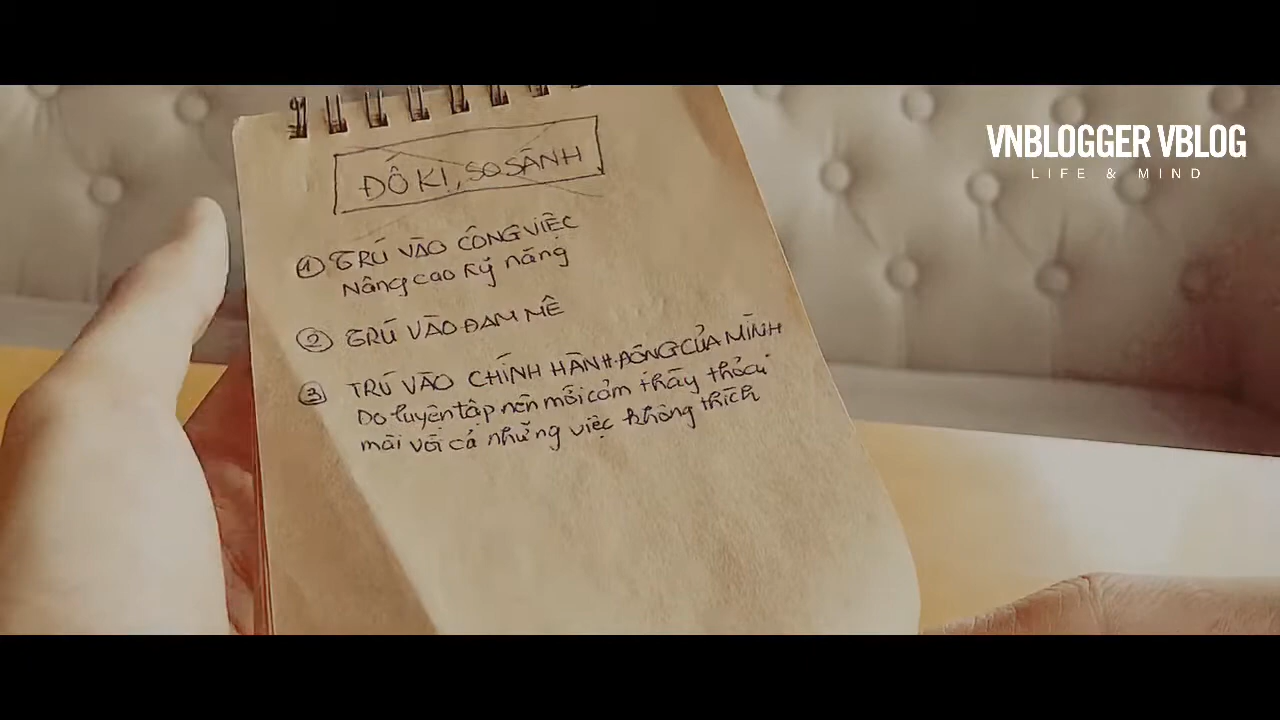 VNBLOGGER VBLOG
LIFE & MIND
ĐỐ KỊ, SO SÁNH
① TRÚ VÀO CÔNG VIỆC
Nâng cao kỹ năng
② TRÚ VÀO ĐAM MÊ
③ TRÚ VÀO CHÍNH HÀNH ĐỘNG CỦA MÌNH
Do luyện tập nên mới cảm thấy thoải
mái với cả những việc không thích